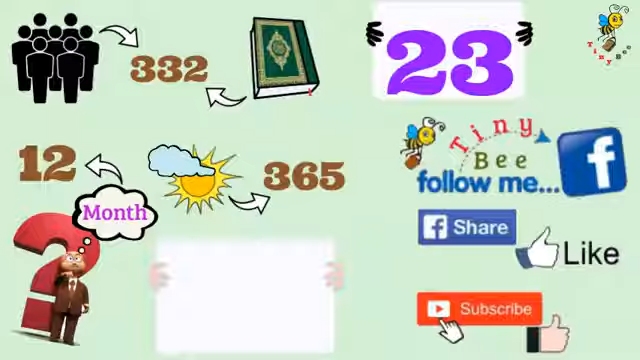 332
23
Tiny Bee
12
365
Month
Tiny
Bee
follow me...
f
f Share
Like
Subscribe